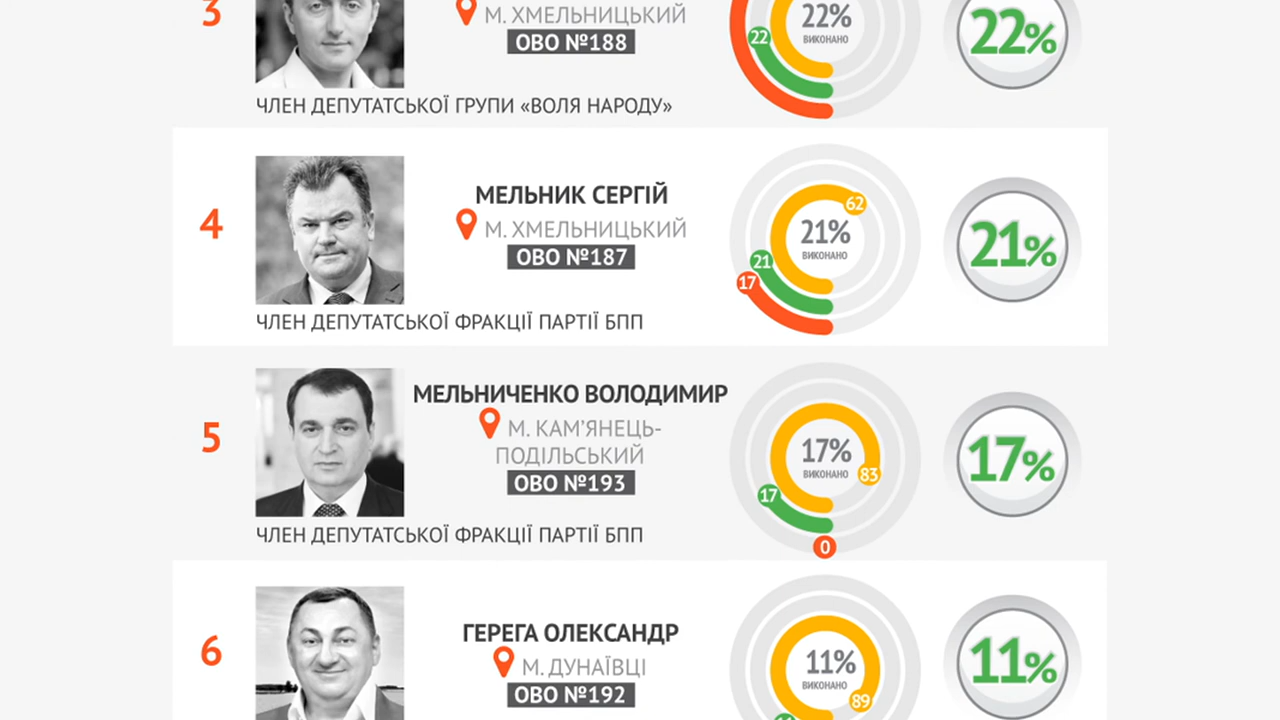 3
М. ХМЕЛЬНИЦЬКИЙ
ОВО №188
ЧЛЕН ДЕПУТАТСЬКОЇ ГРУПИ «ВОЛЯ НАРОДУ»
22
22%
ВИКОНАНО
22%
4
МЕЛЬНИК СЕРГІЙ
М. ХМЕЛЬНИЦЬКИЙ
ОВО №187
ЧЛЕН ДЕПУТАТСЬКОЇ ФРАКЦІЇ ПАРТІЇ БПП
62
21%
ВИКОНАНО
21
17
21%
5
МЕЛЬНИЧЕНКО ВОЛОДИМИР
М. КАМ’ЯНЕЦЬ-
ПОДІЛЬСЬКИЙ
ОВО №193
ЧЛЕН ДЕПУТАТСЬКОЇ ФРАКЦІЇ ПАРТІЇ БПП
17%
ВИКОНАНО
83
17
0
17%
6
ГЕРЕГА ОЛЕКСАНДР
М. ДУНАЇВЦІ
ОВО №192
11%
ВИКОНАНО
89
11%